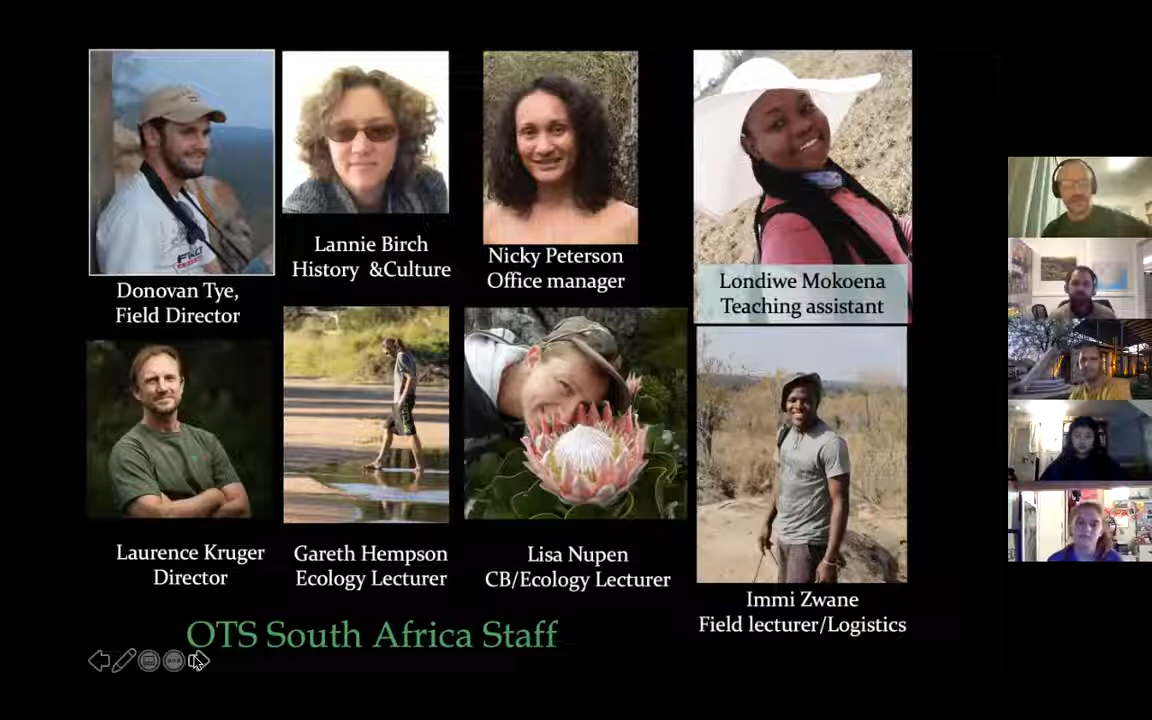 Donovan Tye,
Field Director
Lannie Birch
History &Culture
Nicky Peterson
Office manager
Londiwe Mokoena
Teaching assistant
Laurence Kruger
Director
Gareth Hempson
Ecology Lecturer
Lisa Nupen
CB/Ecology Lecturer
Immi Zwane
Field lecturer/Logistics
OTS South Africa Staff